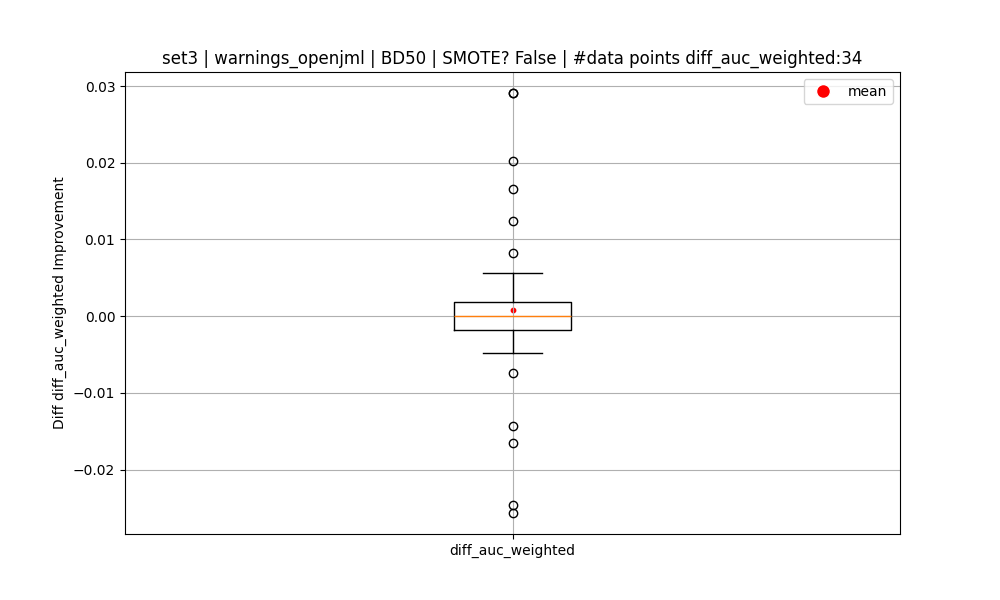 set3 | warnings_openjml | BD50 | SMOTE? False | #data points diff_auc_weighted:34
mean
0.03
0.02
0.01
0.00
−0.01
−0.02
Diff diff_auc_weighted Improvement
diff_auc_weighted